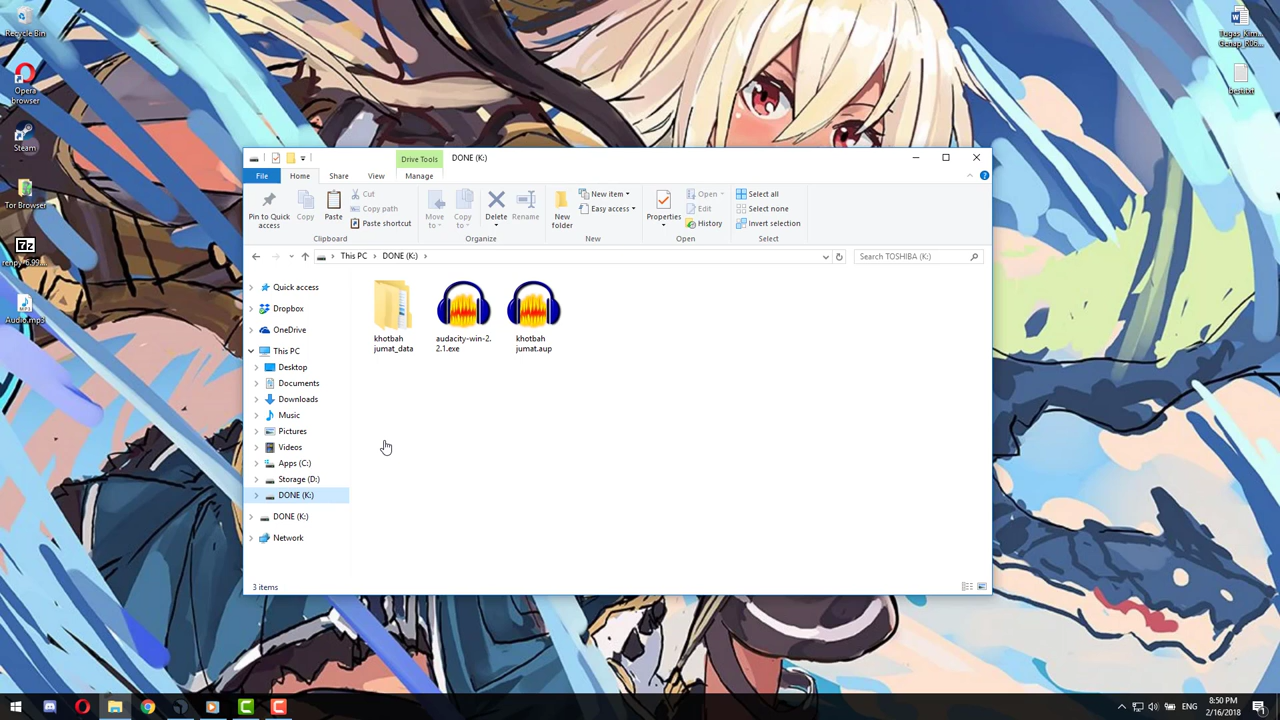 Recycle Bin
Opera
browser
Steam
Tor Browser
7z
Audio.mp3
Tugas_Kim...
best.txt
Drive Tools
DONE (K:)
File
Home
Share
View
Manage
Pin to Quick
access
Copy
Paste
Cut
Copy path
Paste shortcut
Clipboard
Move
to
Copy
to
Delete
Rename
Organize
New
folder
New item
Easy access
New
Properties
Open
Edit
History
Open
Select all
Select none
Invert selection
Select
This PC
DONE (K:)
Search TOSHIBA (K:)
Quick access
Dropbox
OneDrive
This PC
Desktop
Documents
Downloads
Music
Pictures
Videos
Apps (C:)
Storage (D:)
DONE (K:)
DONE (K:)
Network
khotbah
jumat_data
audacity-win-2.
2.1.exe
khotbah
jumat.aup
3 items
8:50 PM
2/16/2018